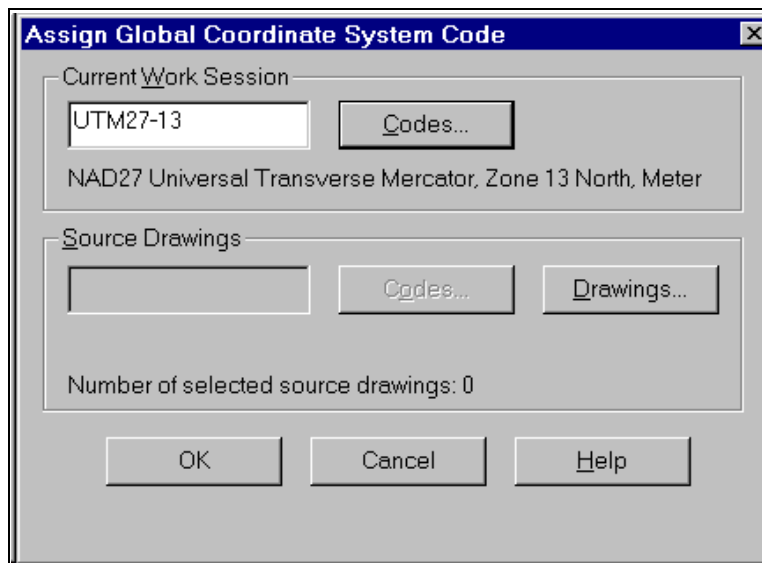 Assign Global Coordinate System Code
Current Work Session
UTM27-13
Codes...
NAD27 Universal Transverse Mercator, Zone 13 North, Meter
Source Drawings
Codes...
Drawings...
Number of selected source drawings: 0
OK
Cancel
Help